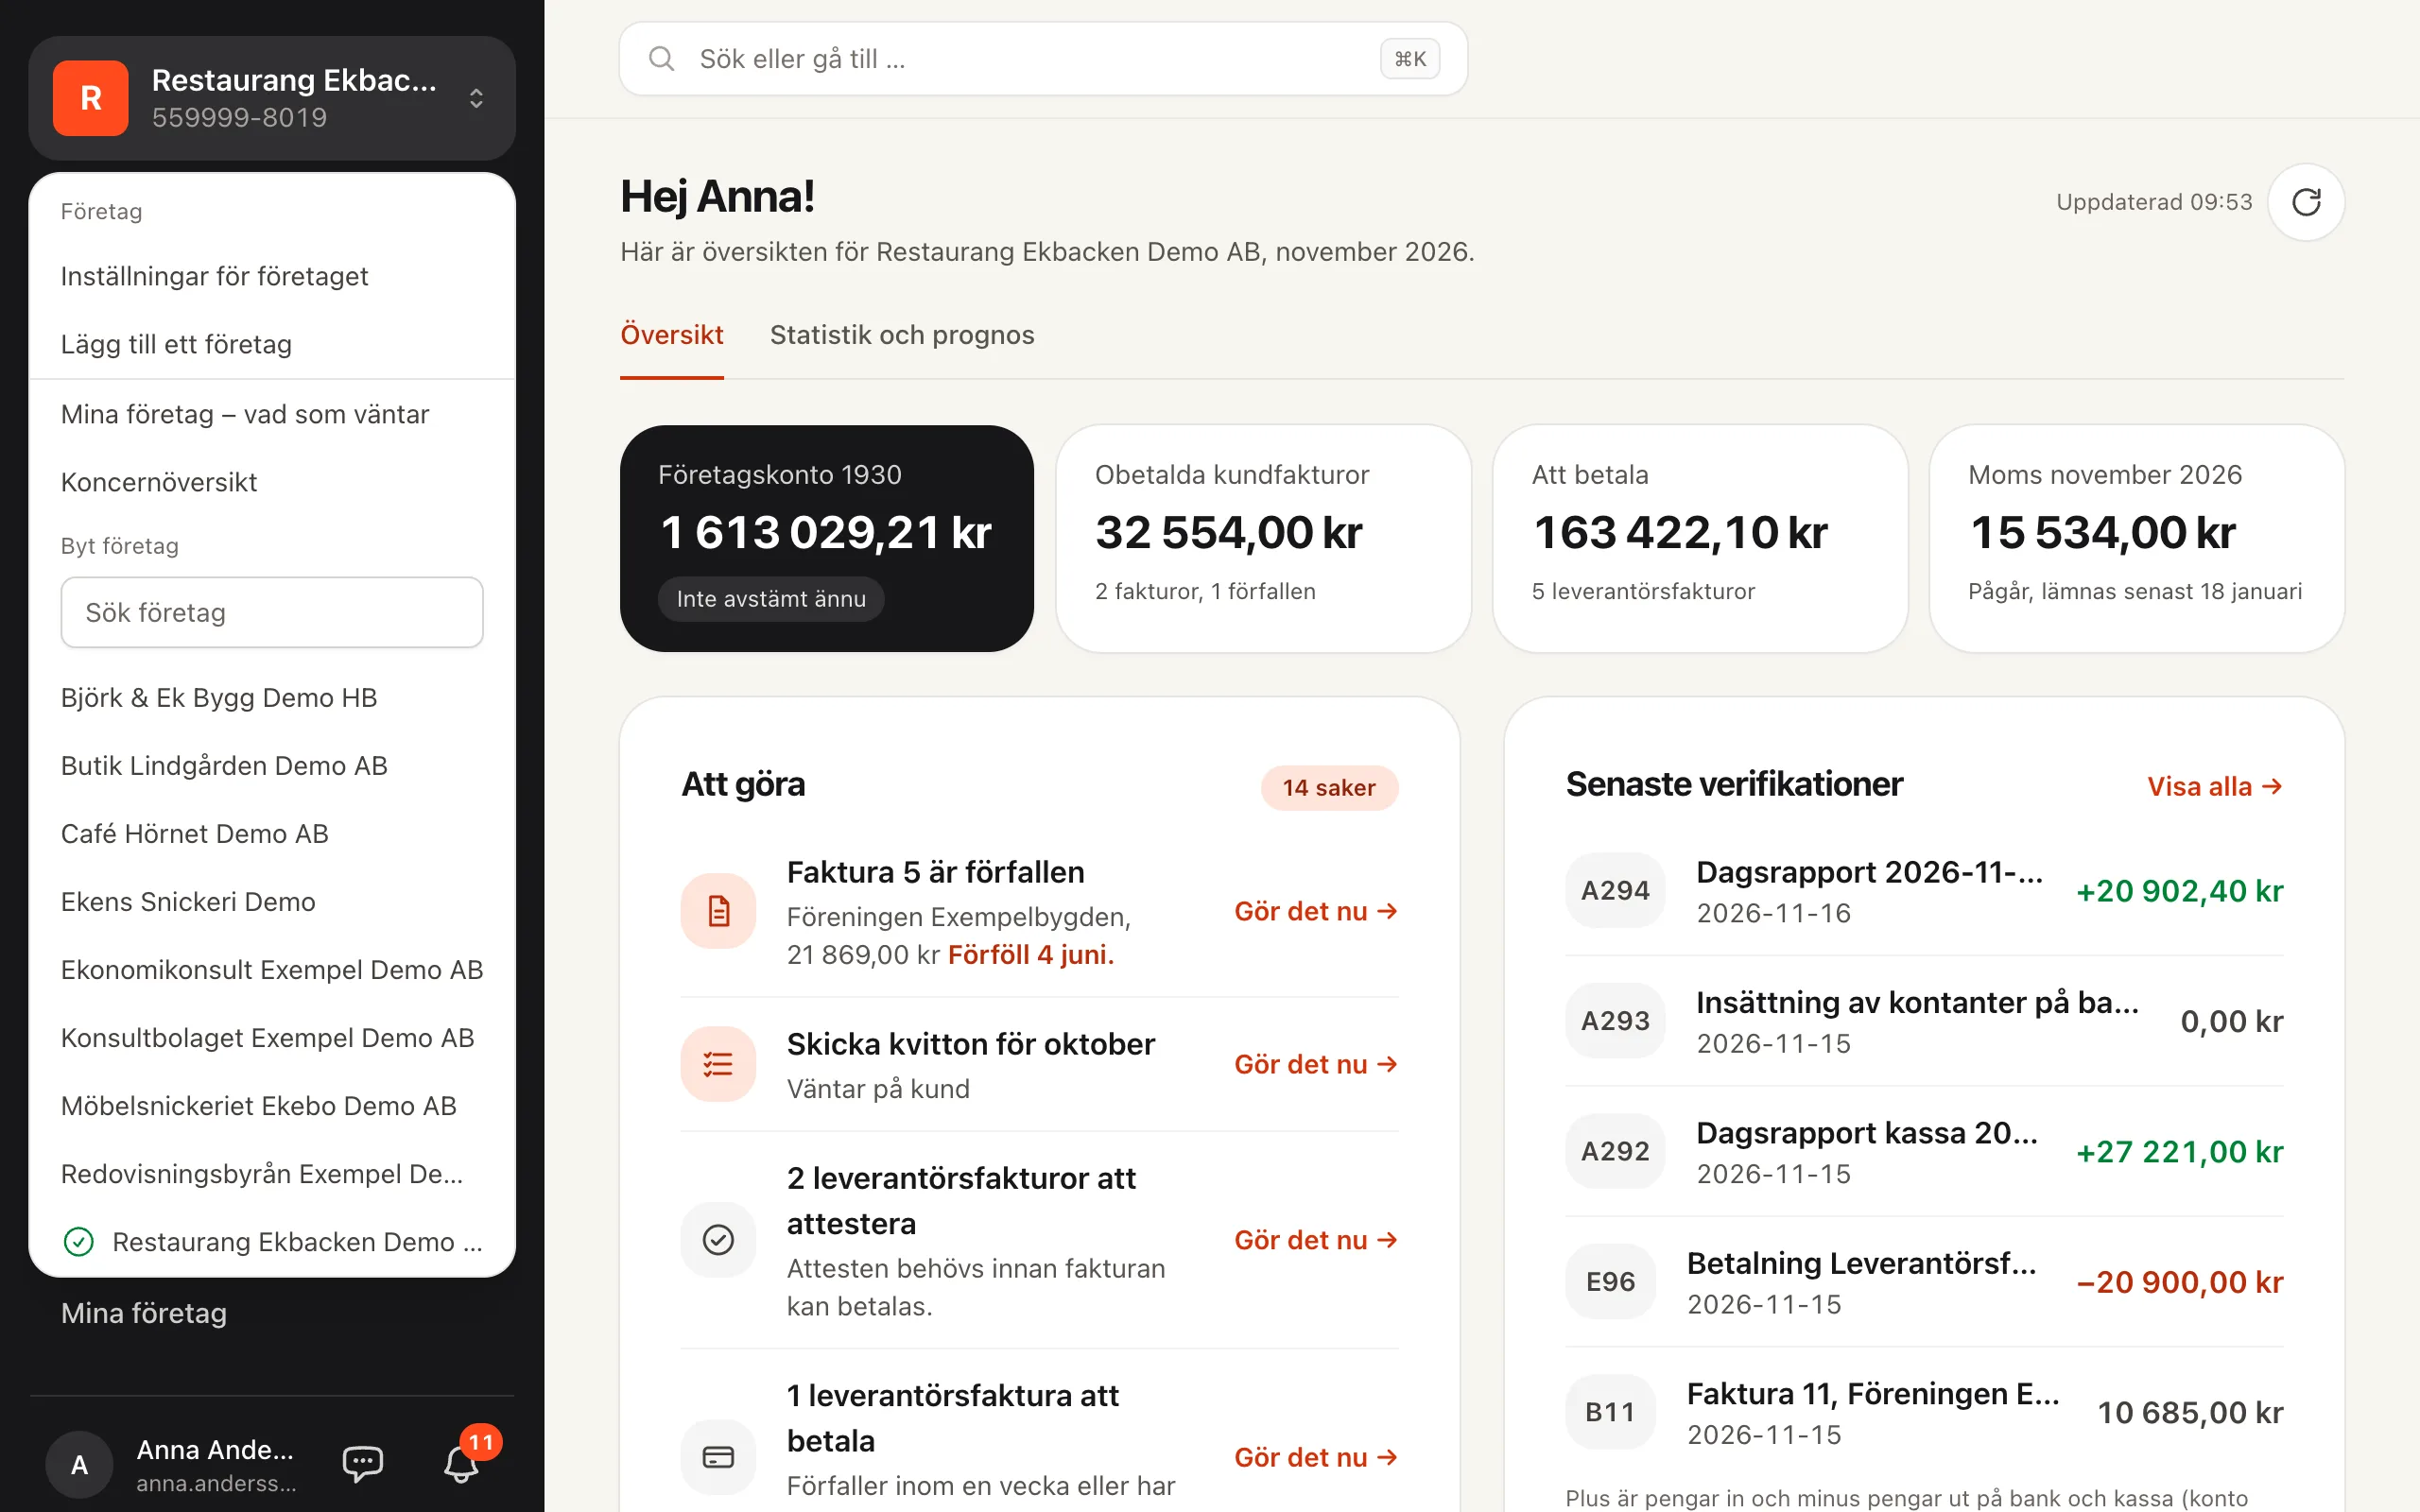 R
Restaurang Ekbac...
559999-8019
Företag
Inställningar för företaget
Lägg till ett företag
Mina företag – vad som väntar
Koncernöversikt
Byt företag
Sök företag
Björk & Ek Bygg Demo HB
Butik Lindgården Demo AB
Café Hörnet Demo AB
Ekens Snickeri Demo
Ekonomikonsult Exempel Demo AB
Konsultbolaget Exempel Demo AB
Möbelsnickeriet Ekebo Demo AB
Redovisningsbyrån Exempel De...
Restaurang Ekbacken Demo ...
Mina företag
A
Anna Ande...
anna.anderss...
11
Sök eller gå till ...
⌘K
Hej Anna!
Här är översikten för Restaurang Ekbacken Demo AB, november 2026.
Uppdaterad 09:53
Översikt
Statistik och prognos
Företagskonto 1930
1 613 029,21 kr
Inte avstämt ännu
Obetalda kundfakturor
32 554,00 kr
2 fakturor, 1 förfallen
Att betala
163 422,10 kr
5 leverantörsfakturor
Moms november 2026
15 534,00 kr
Pågår, lämnas senast 18 januari
Att göra
14 saker
Faktura 5 är förfallen
Föreningen Exempelbygden,
21 869,00 kr Förföll 4 juni.
Gör det nu →
Skicka kvitton för oktober
Väntar på kund
Gör det nu →
2 leverantörsfakturor att
attestera
Attesten behövs innan fakturan
kan betalas.
Gör det nu →
1 leverantörsfaktura att
betala
Förfaller inom en vecka eller har
Gör det nu →
Senaste verifikationer
Visa alla →
A294
Dagsrapport 2026-11-...
2026-11-16
+20 902,40 kr
A293
Insättning av kontanter på ba...
2026-11-15
0,00 kr
A292
Dagsrapport kassa 20...
2026-11-15
+27 221,00 kr
E96
Betalning Leverantörsf...
2026-11-15
−20 900,00 kr
B11
Faktura 11, Föreningen E...
2026-11-15
10 685,00 kr
Plus är pengar in och minus pengar ut på bank och kassa (konto